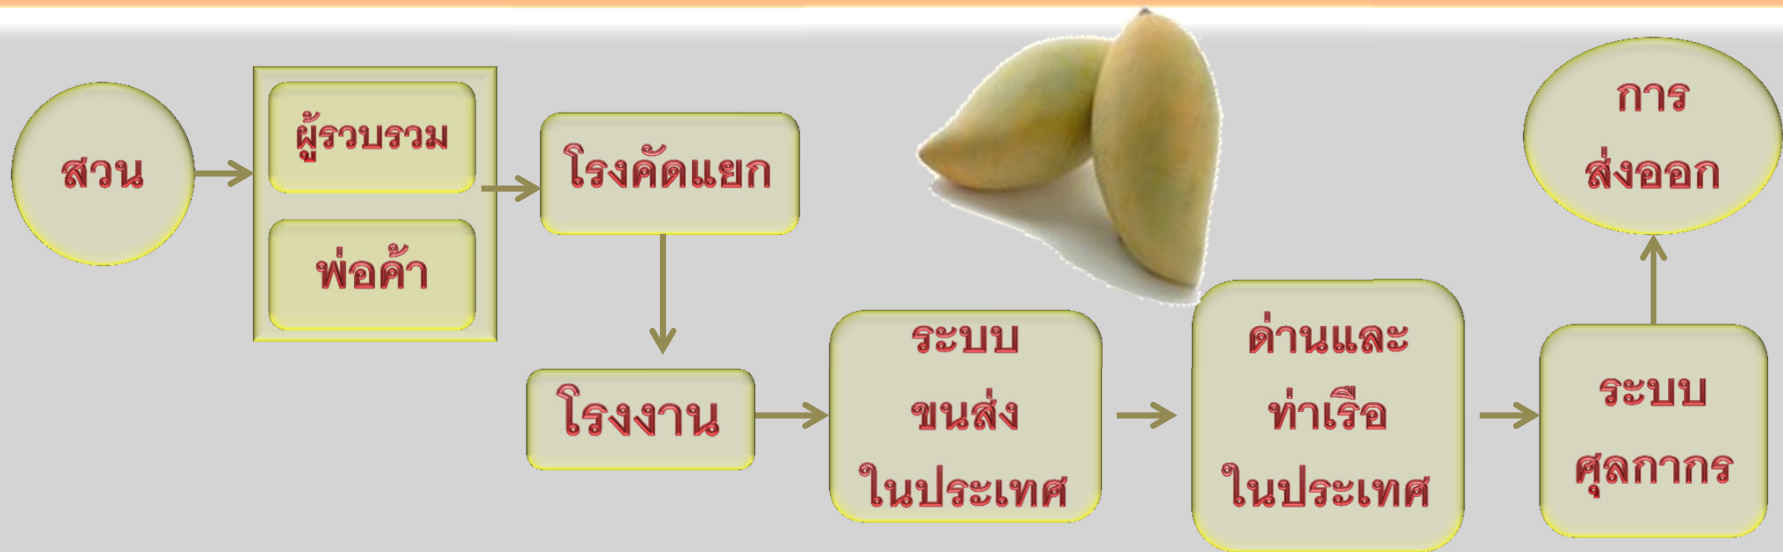 สวน
ผู้รวบรวม
พ่อค้า
โรงคัดแยก
โรงงาน
ระบบ
ขนส่ง
ในประเทศ
ด่านและ
ท่าเรือ
ในประเทศ
ระบบ
ศุลกากร
การ
ส่งออก